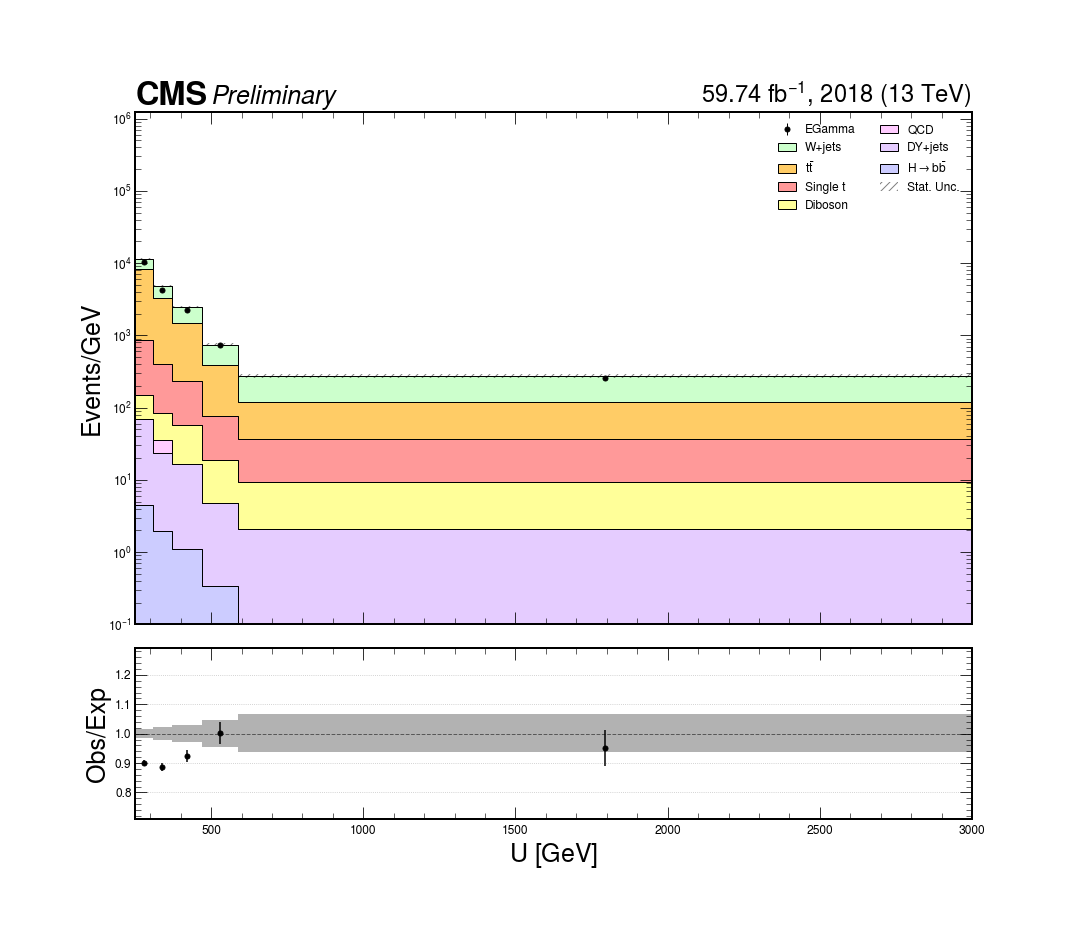 CMS Preliminary
59.74 fb⁻¹, 2018 (13 TeV)
Events/GeV
10⁶
10⁵
10⁴
10³
10²
10¹
10⁰
10⁻¹
EGamma
W+jets
tt̄
Single t
Diboson
QCD
DY+jets
H→bb̄
Stat. Unc.
Obs/Exp
1.2
1.1
1.0
0.9
0.8
500 1000 1500 2000 2500 3000
U [GeV]